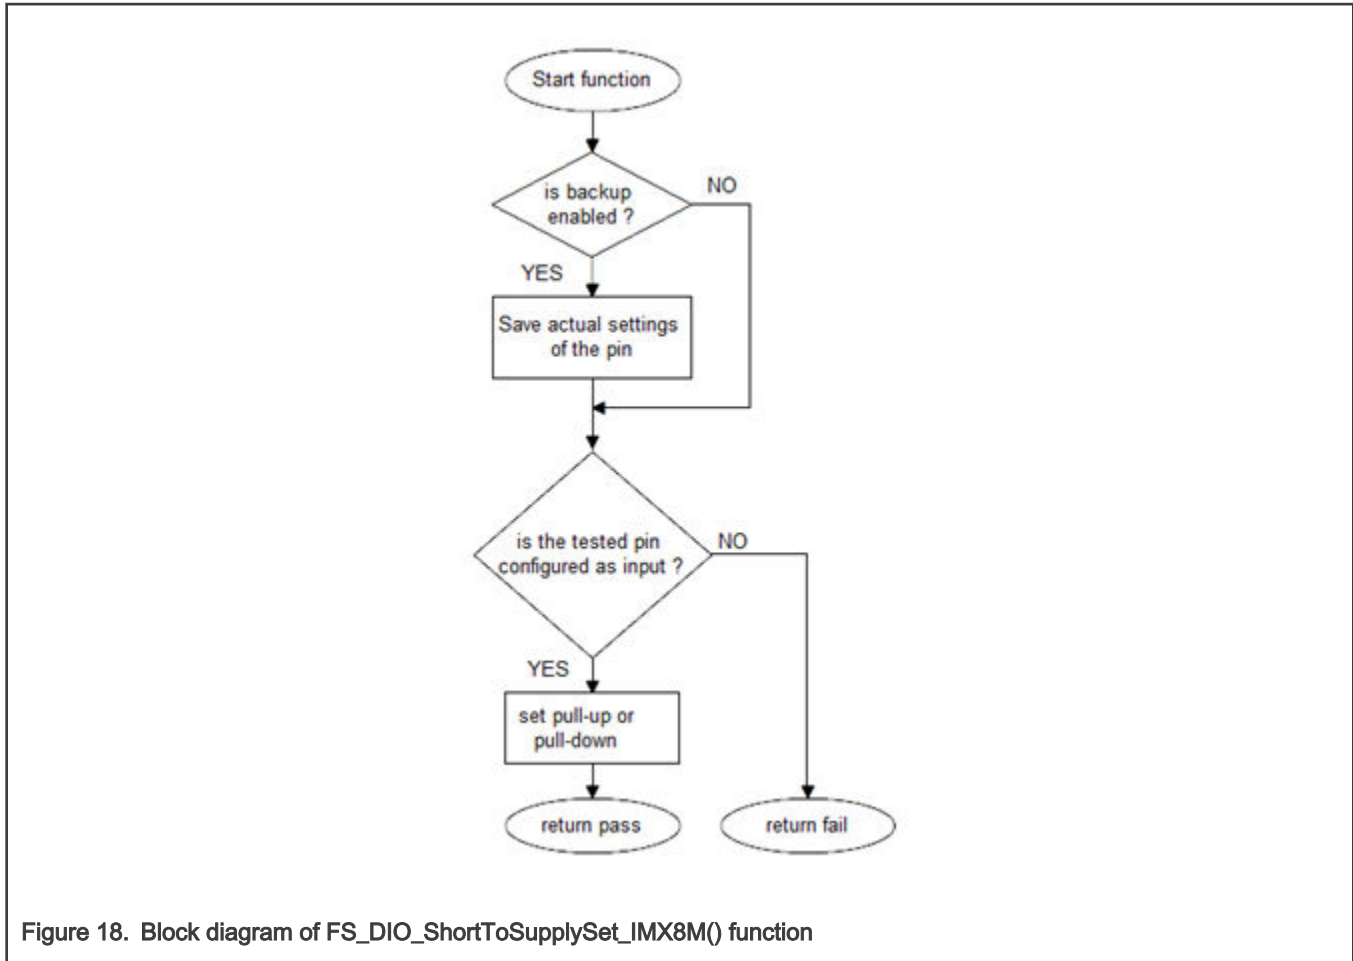 Start function
is backup
enabled ?
NO
YES
Save actual settings
of the pin
is the tested pin
configured as input ?
NO
YES
set pull-up or
pull-down
return pass
return fail
Figure 18. Block diagram of FS_DIO_ShortToSupplySet_IMX8M() function